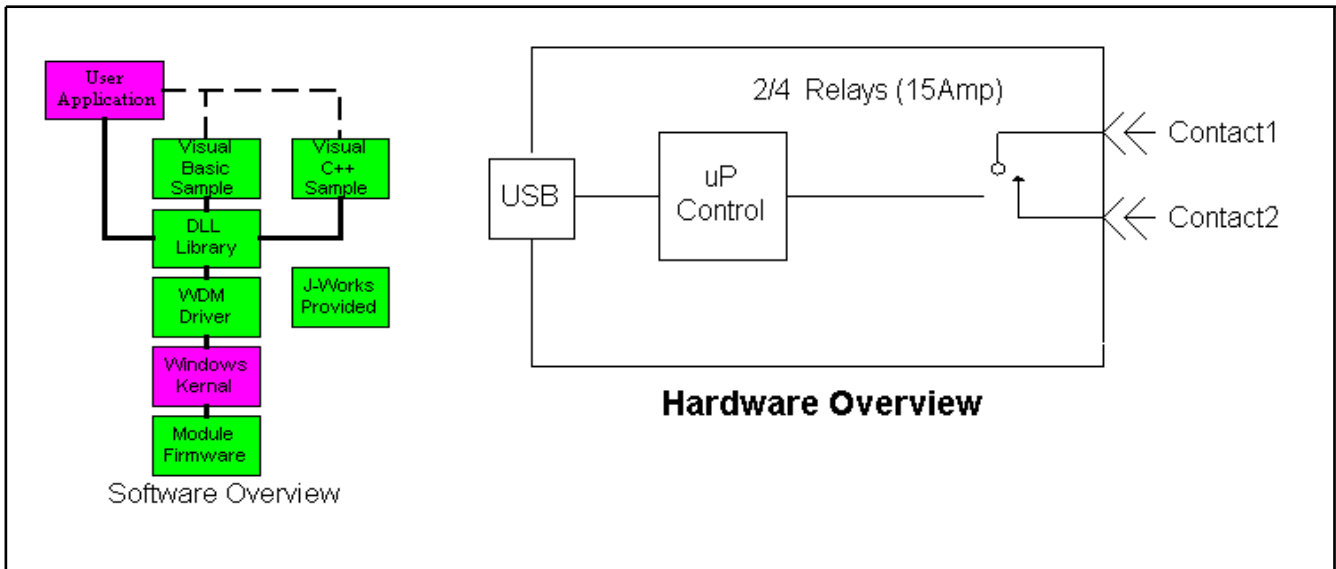 User
Application
Visual
Basic
Sample
Visual
C++
Sample
DLL
Library
WDM
Driver
J-Works
Provided
Windows
Kernal
Module
Firmware
Software Overview
2/4 Relays (15Amp)
USB
uP
Control
Contact1
Contact2
Hardware Overview